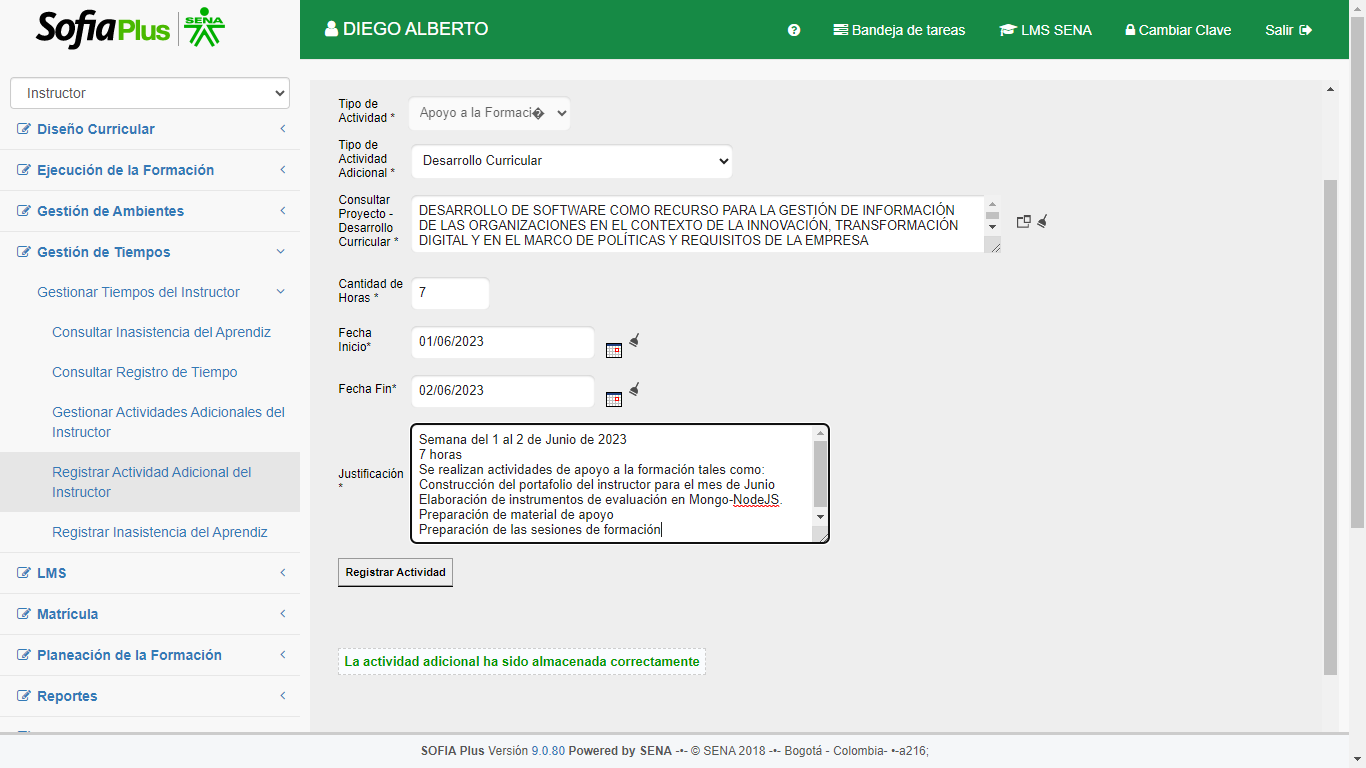 Sofia Plus SENA
DIEGO ALBERTO
Bandeja de tareas
LMS SENA
Cambiar Clave
Salir
Instructor
Diseño Curricular
Ejecución de la Formación
Gestión de Ambientes
Gestión de Tiempos
Gestionar Tiempos del Instructor
Consultar Inasistencia del Aprendiz
Consultar Registro de Tiempo
Gestionar Actividades Adicionales del
Instructor
Registrar Actividad Adicional del
Instructor
Registrar Inasistencia del Aprendiz
LMS
Matrícula
Planeación de la Formación
Reportes
Tipo de
Actividad *
Apoyo a la Formaci�
Tipo de
Actividad
Adicional *
Desarrollo Curricular
Consultar
Proyecto -
Desarrollo
Curricular *
DESARROLLO DE SOFTWARE COMO RECURSO PARA LA GESTIÓN DE INFORMACIÓN
DE LAS ORGANIZACIONES EN EL CONTEXTO DE LA INNOVACIÓN, TRANSFORMACIÓN
DIGITAL Y EN EL MARCO DE POLÍTICAS Y REQUISITOS DE LA EMPRESA
Cantidad de
Horas *
7
Fecha
Inicio*
01/06/2023
Fecha Fin*
02/06/2023
Justificación
*
Semana del 1 al 2 de Junio de 2023
7 horas
Se realizan actividades de apoyo a la formación tales como:
Construcción del portafolio del instructor para el mes de Junio
Elaboración de instrumentos de evaluación en Mongo-NodeJS.
Preparación de material de apoyo
Preparación de las sesiones de formación
Registrar Actividad
La actividad adicional ha sido almacenada correctamente
SOFIA Plus Versión 9.0.80 Powered by SENA -•- © SENA 2018 -•- Bogotá - Colombia- •-a216;